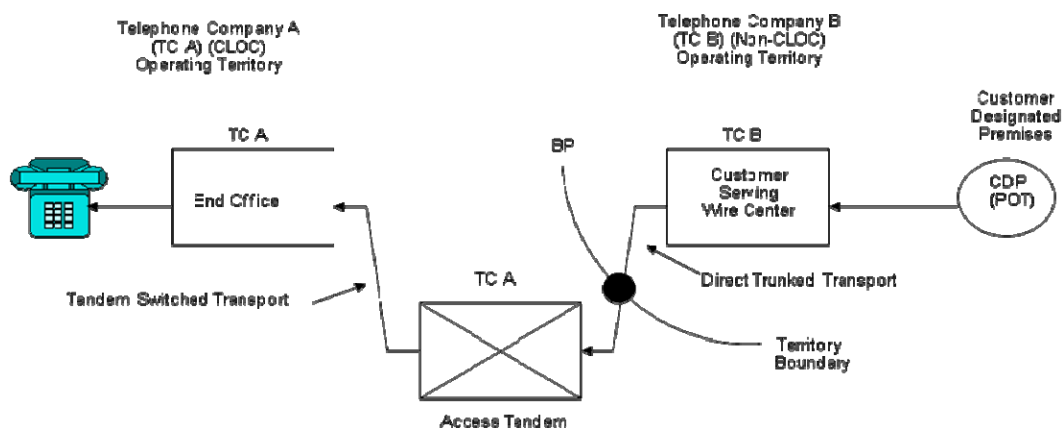 Telephone Company A
(TC A) (CLOC)
Operating Territory
Telephone Company B
(TC B) (Non-CLOC)
Operating Territory
Customer
Designated
Premises
TC A
End Office
BP
TC B
Customer
Serving
Wire Center
CDP
(POT)
Tandem Switched Transport
TC A
Direct Trunked Transport
Territory
Boundary
Access Tandem